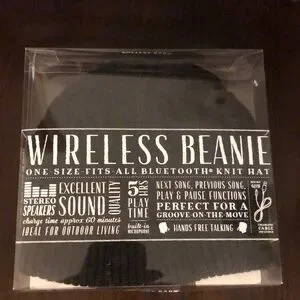 WIRELESS BEANIE
ONE-SIZE-FITS-ALL BLUETOOTH® KNIT HAT
STEREO SPEAKERS
EXCELLENT SOUND QUALITY
charge time approx 60 minutes
IDEAL FOR OUTDOOR LIVING
5 HRS PLAY TIME
built-in MICROPHONE
NEXT SONG, PREVIOUS SONG,
PLAY & PAUSE FUNCTIONS
PERFECT FOR A
GROOVE-ON-THE-MOVE
HANDS FREE TALKING
CABLE